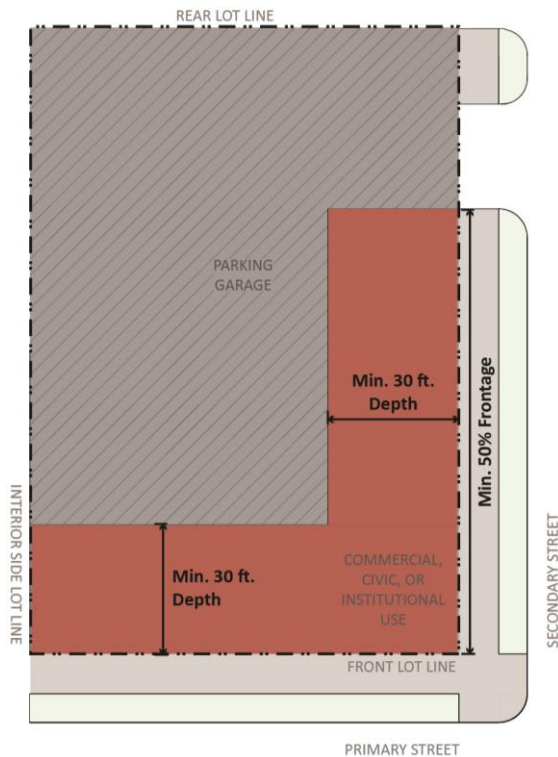 REAR LOT LINE
PARKING
GARAGE
Min. 30 ft.
Depth
Min. 50% Frontage
INTERIOR SIDE LOT LINE
SECONDARY STREET
Min. 30 ft.
Depth
COMMERCIAL,
CIVIC, OR
INSTITUTIONAL
USE
FRONT LOT LINE
PRIMARY STREET